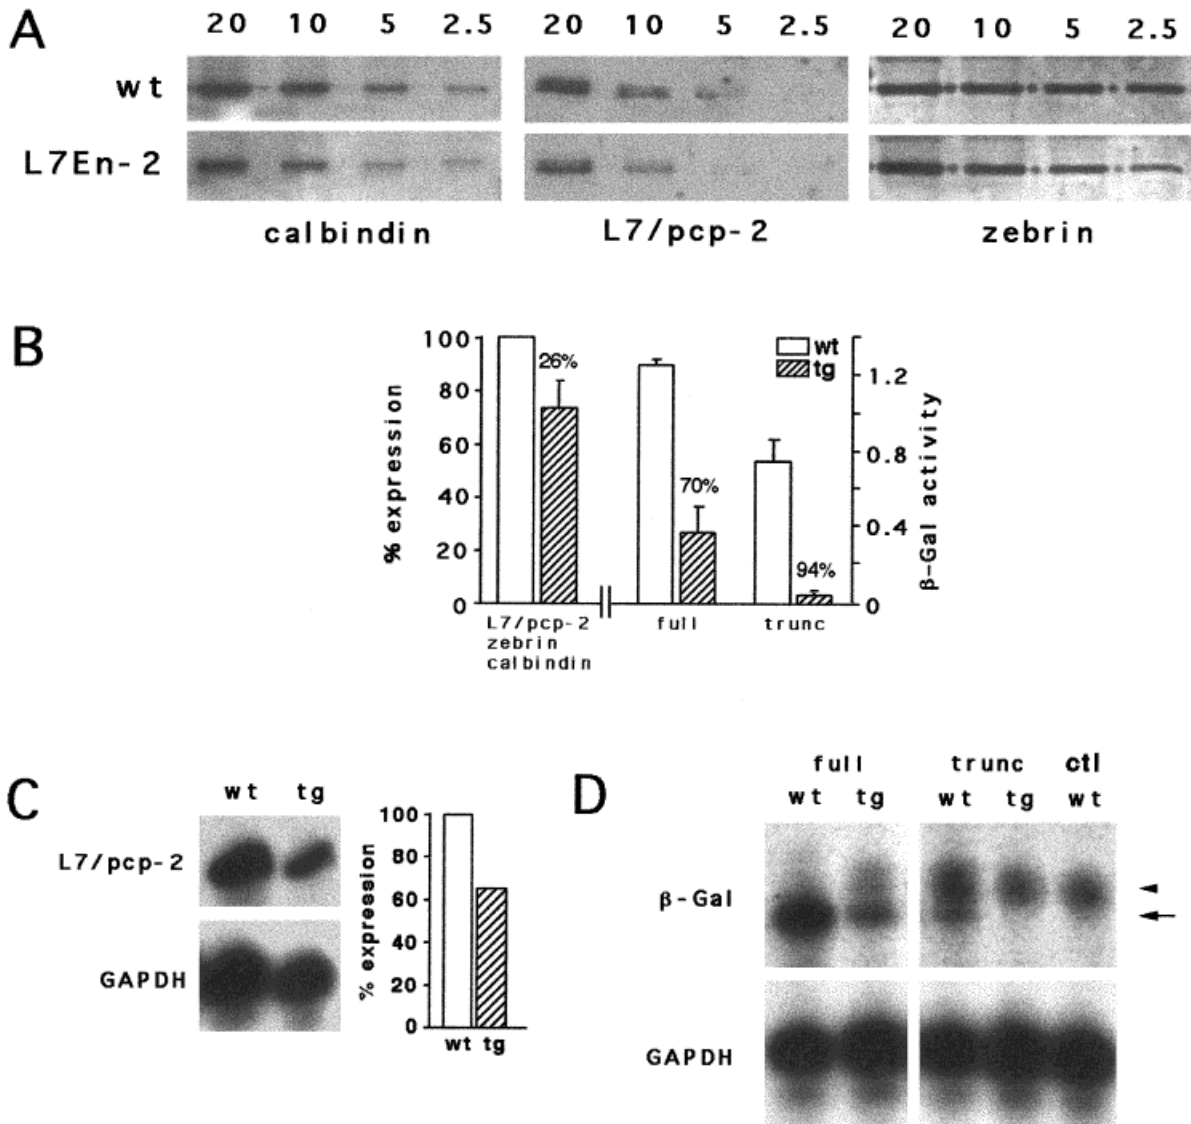 A
20 10 5 2.5 20 10 5 2.5 20 10 5 2.5
wt
L7En-2
calbindin L7/pcp-2 zebrin
B
100
80
60
40
20
0
% expression
26%
70%
94%
wt
tg
1.2
0.8
0.4
0
β-Gal activity
L7/pcp-2
zebrin
calbindin
full
trunc
C
wt tg
L7/pcp-2
GAPDH
100
80
60
40
20
0
% expression
wt tg
D
full trunc ctl
wt tg wt tg wt
β-Gal
GAPDH